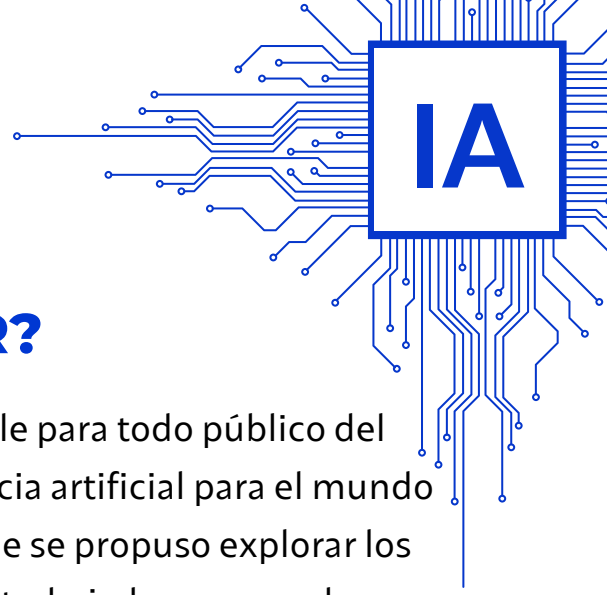 IA
R?
le para todo público del
cia artificial para el mundo
e se propuso explorar los